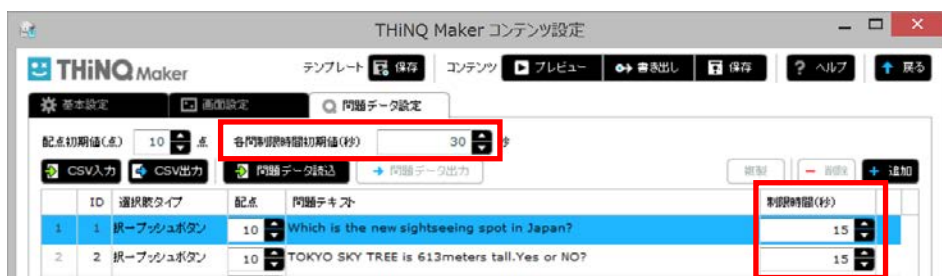 THiNQ Maker コンテンツ設定
THiNQ Maker テンプレート 保存 コンテンツ プレビュー 書き出し 保存 ? ヘルプ 戻る
基本設定 画面設定 問題データ設定
配点初期値(点) 10 点 各問制限時間初期値(秒) 30 秒
CSV入力 CSV出力 問題データ読込 問題データ出力 複製 削除 追加
ID 選択肢タイプ 配点 問題テキスト 制限時間(秒)
1 1 択一プッシュボタン 10 Which is the new sightseeing spot in Japan? 15
2 2 択一プッシュボタン 10 TOKYO SKY TREE is 613meters tall.Yes or NO? 15